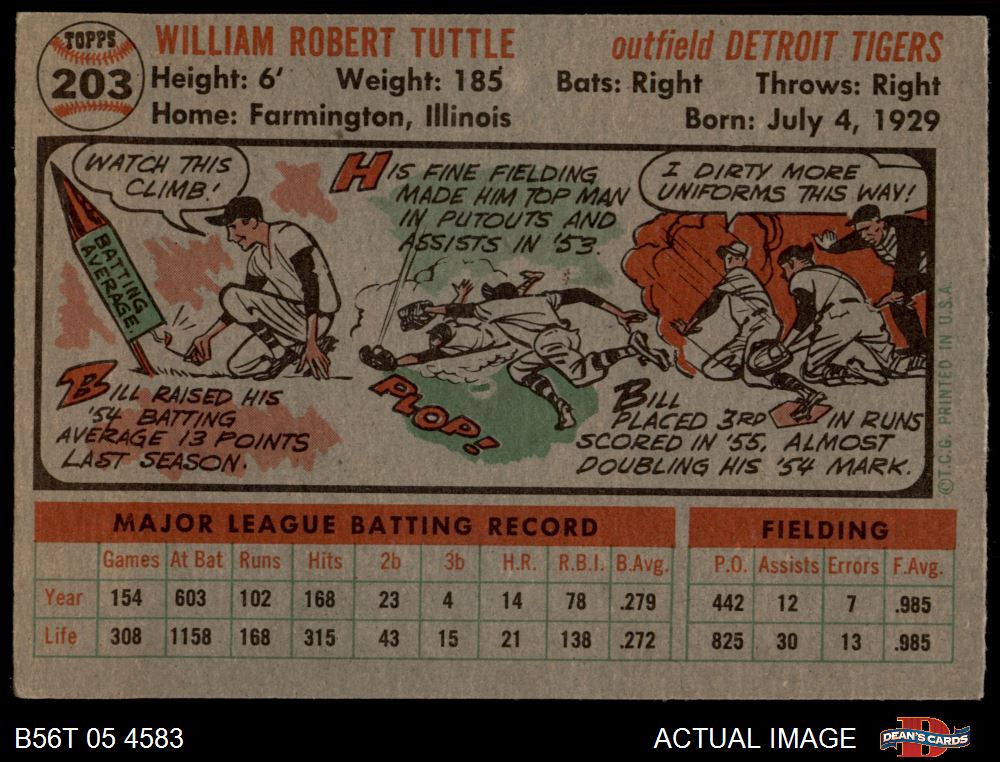 TOPPS
203
WILLIAM ROBERT TUTTLE
outfield DETROIT TIGERS
Height: 6' Weight: 185 Bats: Right Throws: Right
Home: Farmington, Illinois Born: July 4, 1929
WATCH THIS
CLIMB!
BATTING
AVERAGE
BILL RAISED HIS
'54 BATTING
AVERAGE 13 POINTS
LAST SEASON.
HIS FINE FIELDING
MADE HIM TOP MAN
IN PUTOUTS AND
ASSISTS IN '53.
PLOP!
I DIRTY MORE
UNIFORMS THIS WAY!
BILL
PLACED 3RD IN RUNS
SCORED IN '55, ALMOST
DOUBLING HIS '54 MARK.
©T.C.G. PRINTED IN U.S.A.
MAJOR LEAGUE BATTING RECORD FIELDING
Games At Bat Runs Hits 2b 3b H.R. R.B.I. B.Avg. P.O. Assists Errors F.Avg.
Year 154 603 102 168 23 4 14 78 .279 442 12 7 .985
Life 308 1158 168 315 43 15 21 138 .272 825 30 13 .985
B56T 05 4583 ACTUAL IMAGE
DEAN'S CARDS